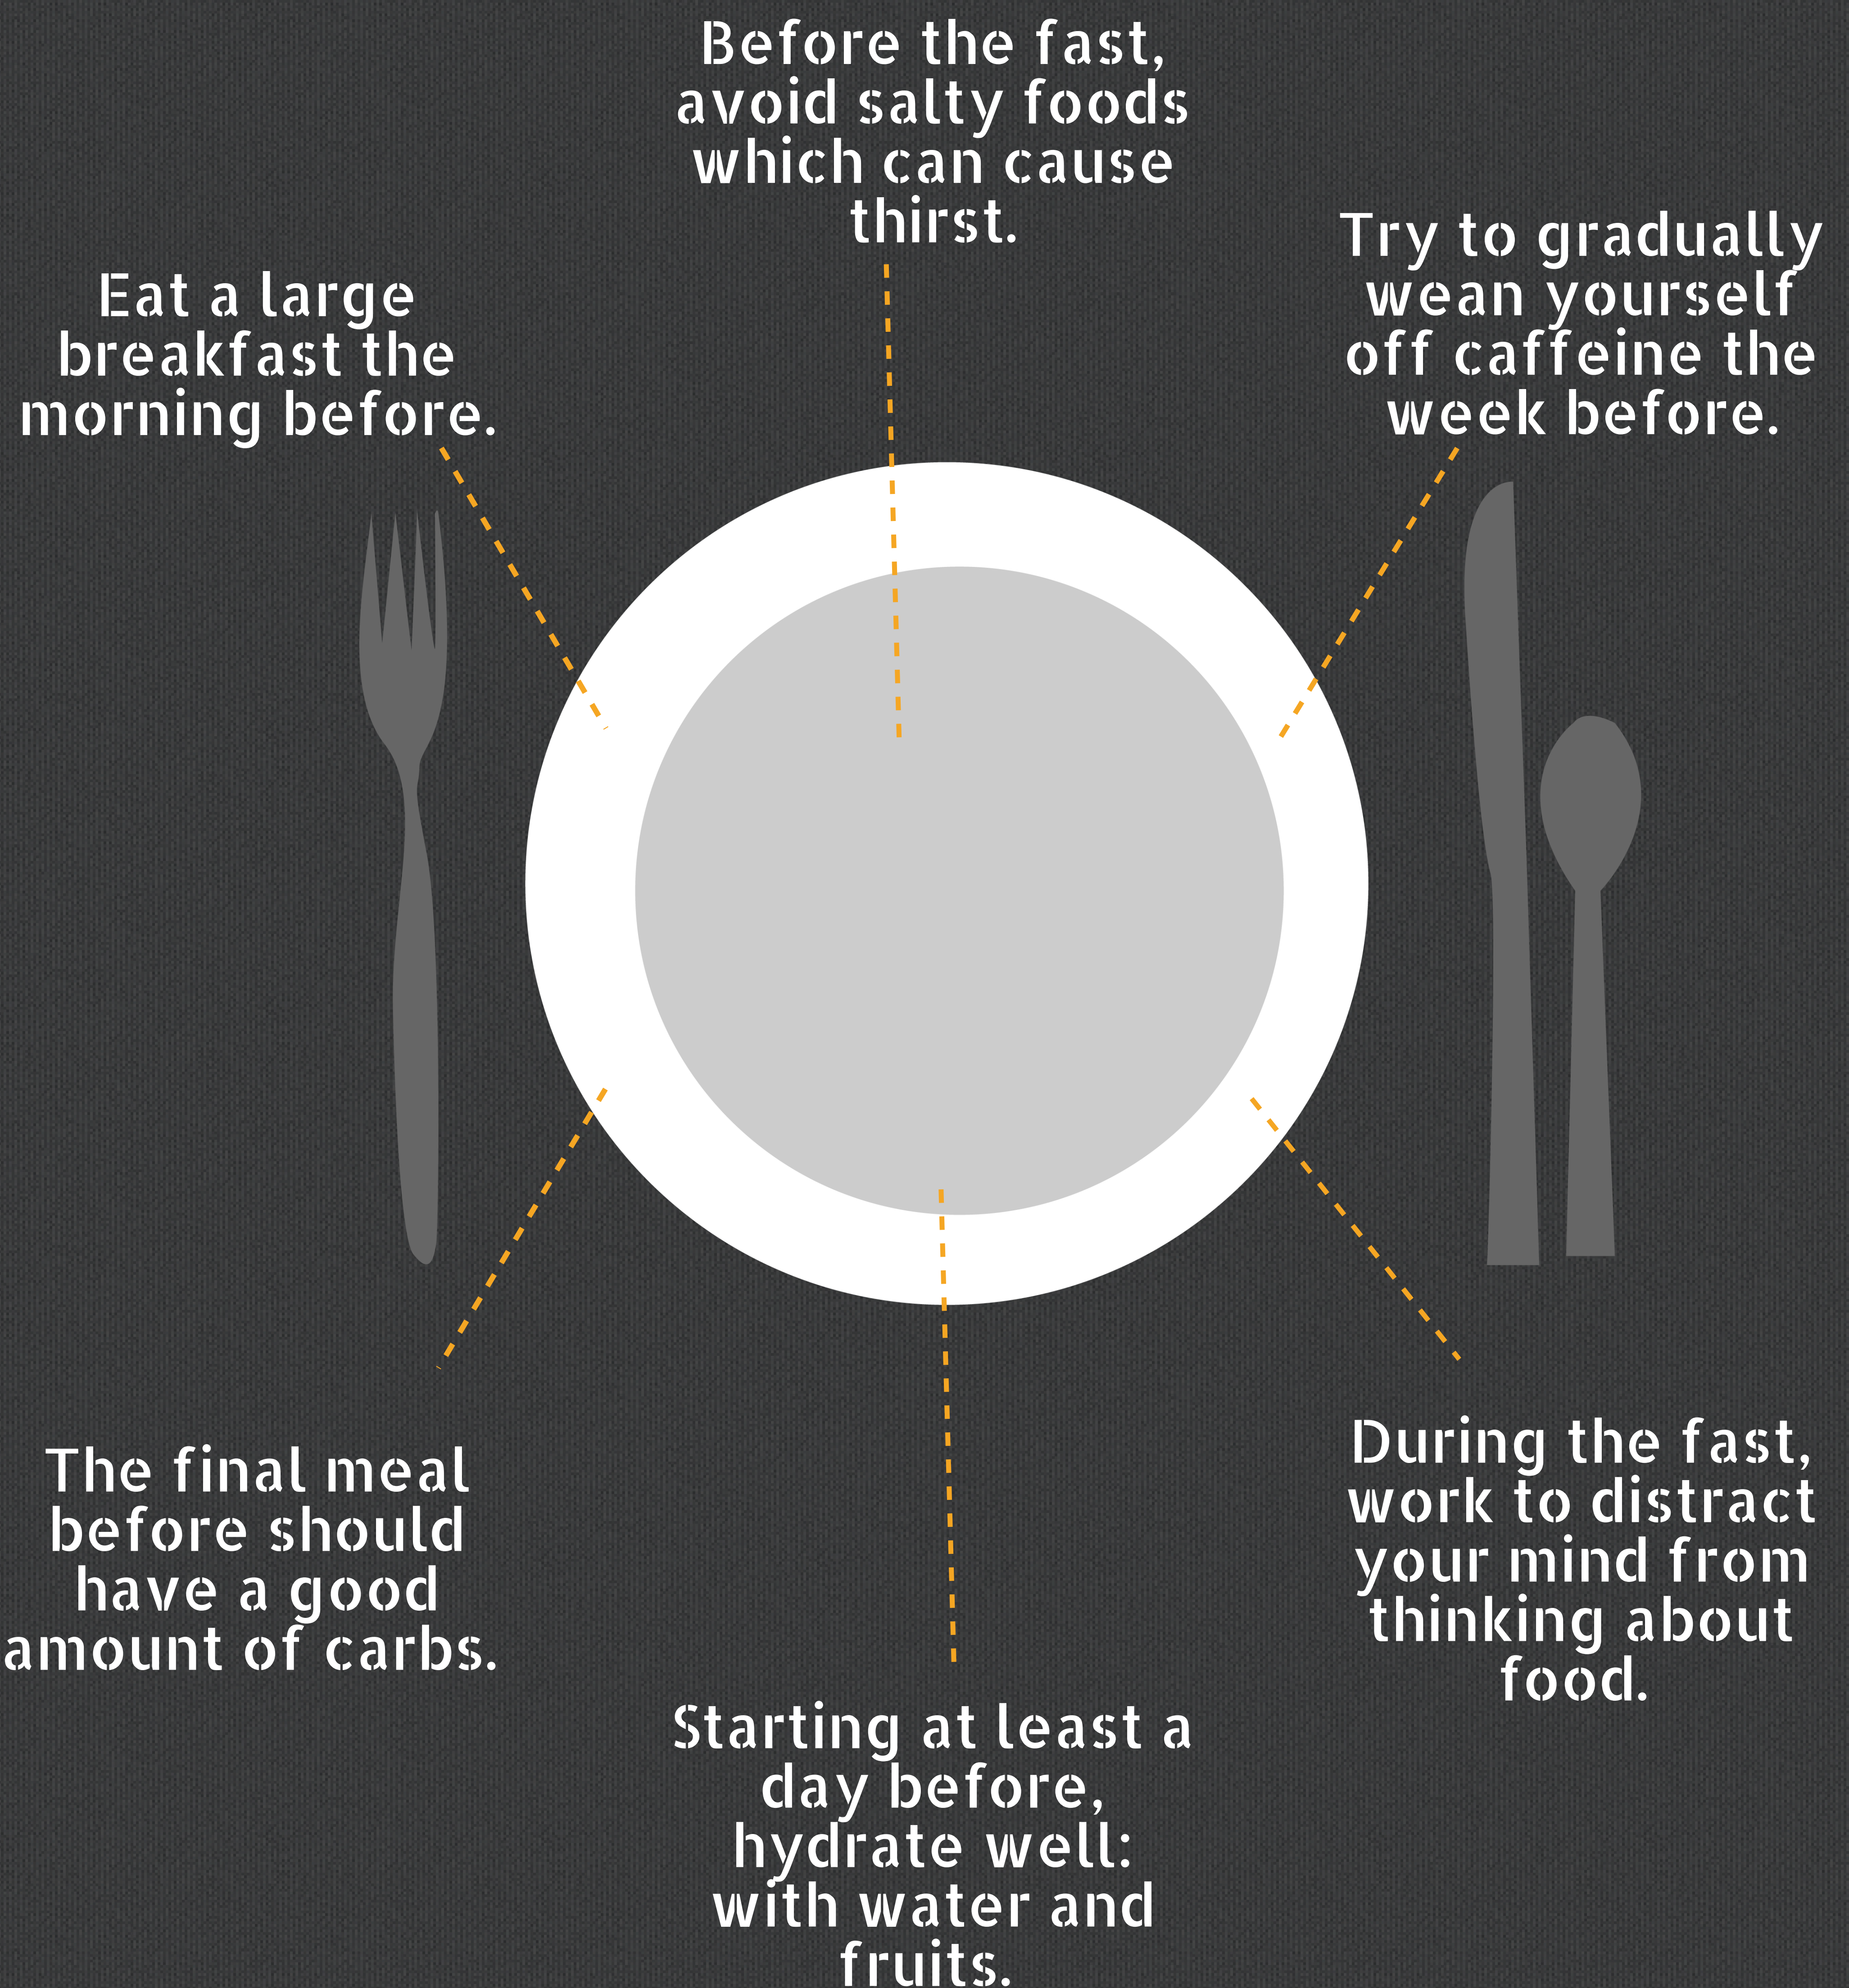 Before the fast,
avoid salty foods
which can cause
thirst.
Eat a large
breakfast the
morning before.
Try to gradually
wean yourself
off caffeine the
week before.
The final meal
before should
have a good
amount of carbs.
During the fast,
work to distract
your mind from
thinking about
food.
Starting at least a
day before,
hydrate well:
with water and
fruits.